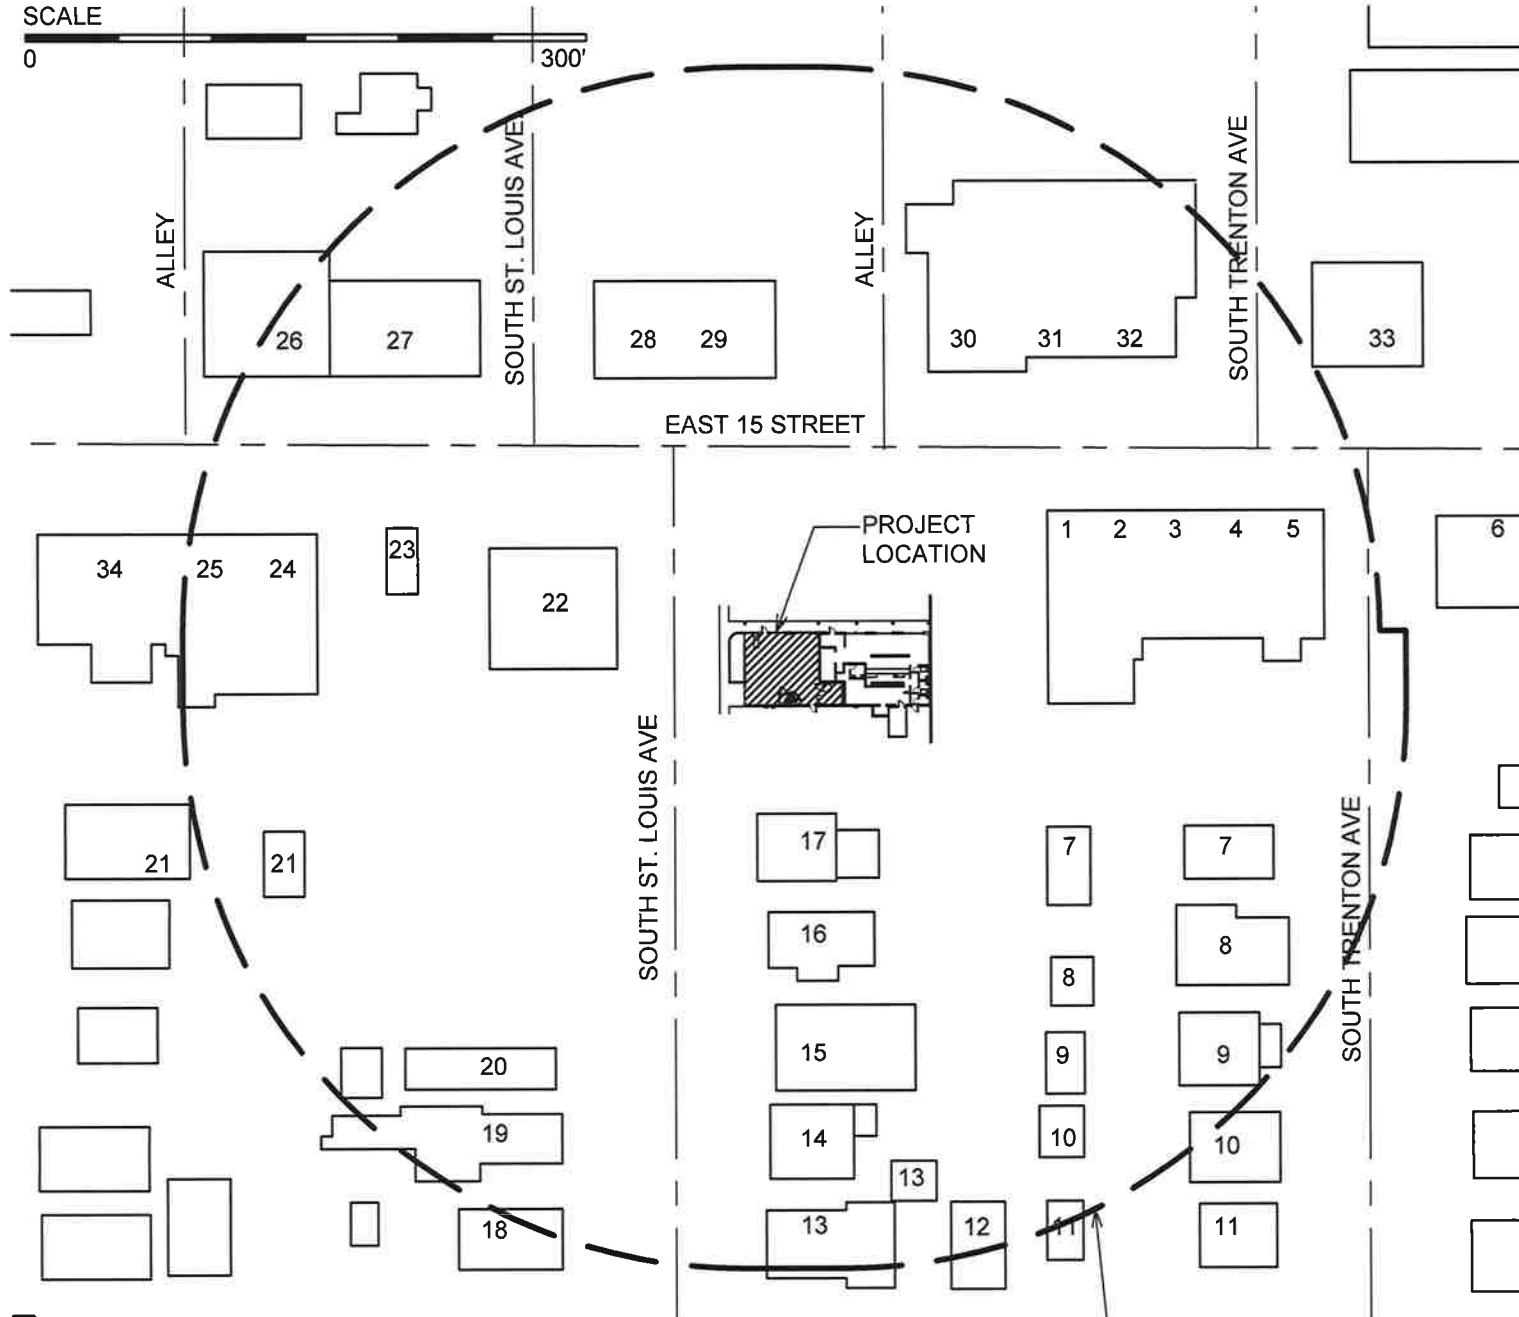 SCALE
0 300'
ALLEY
SOUTH ST. LOUIS AVE
ALLEY
SOUTH TRENTON AVE
26 27 28 29 30 31 32 33
EAST 15 STREET
PROJECT
LOCATION
1 2 3 4 5 6
34 25 24 23 22
SOUTH ST. LOUIS AVE
SOUTH TRENTON AVE
17 7 7
21 21
16 8
8
15 9 9
20
19 14 10 10
13
18 13 12 11 11